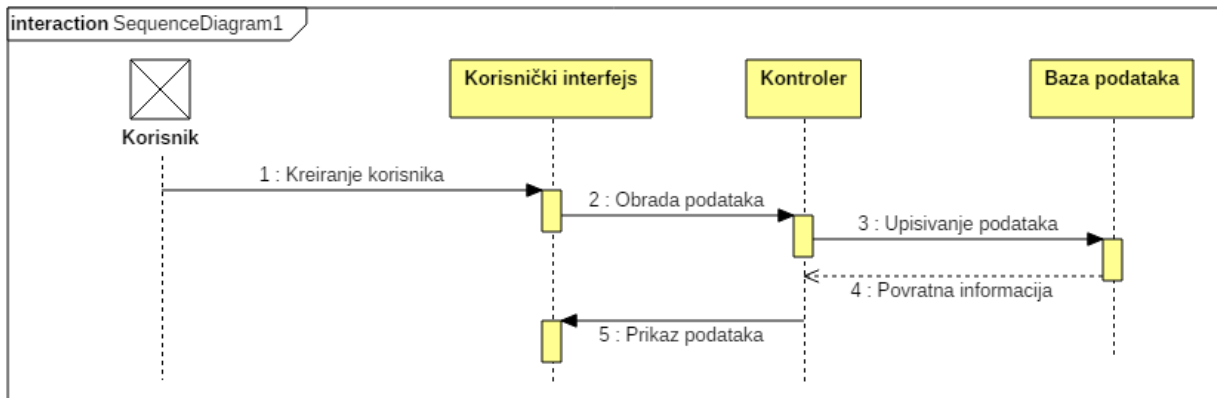 interaction SequenceDiagram1
Korisnik
Korisnički interfejs
Kontroler
Baza podataka
1 : Kreiranje korisnika
2 : Obrada podataka
3 : Upisivanje podataka
4 : Povratna informacija
5 : Prikaz podataka